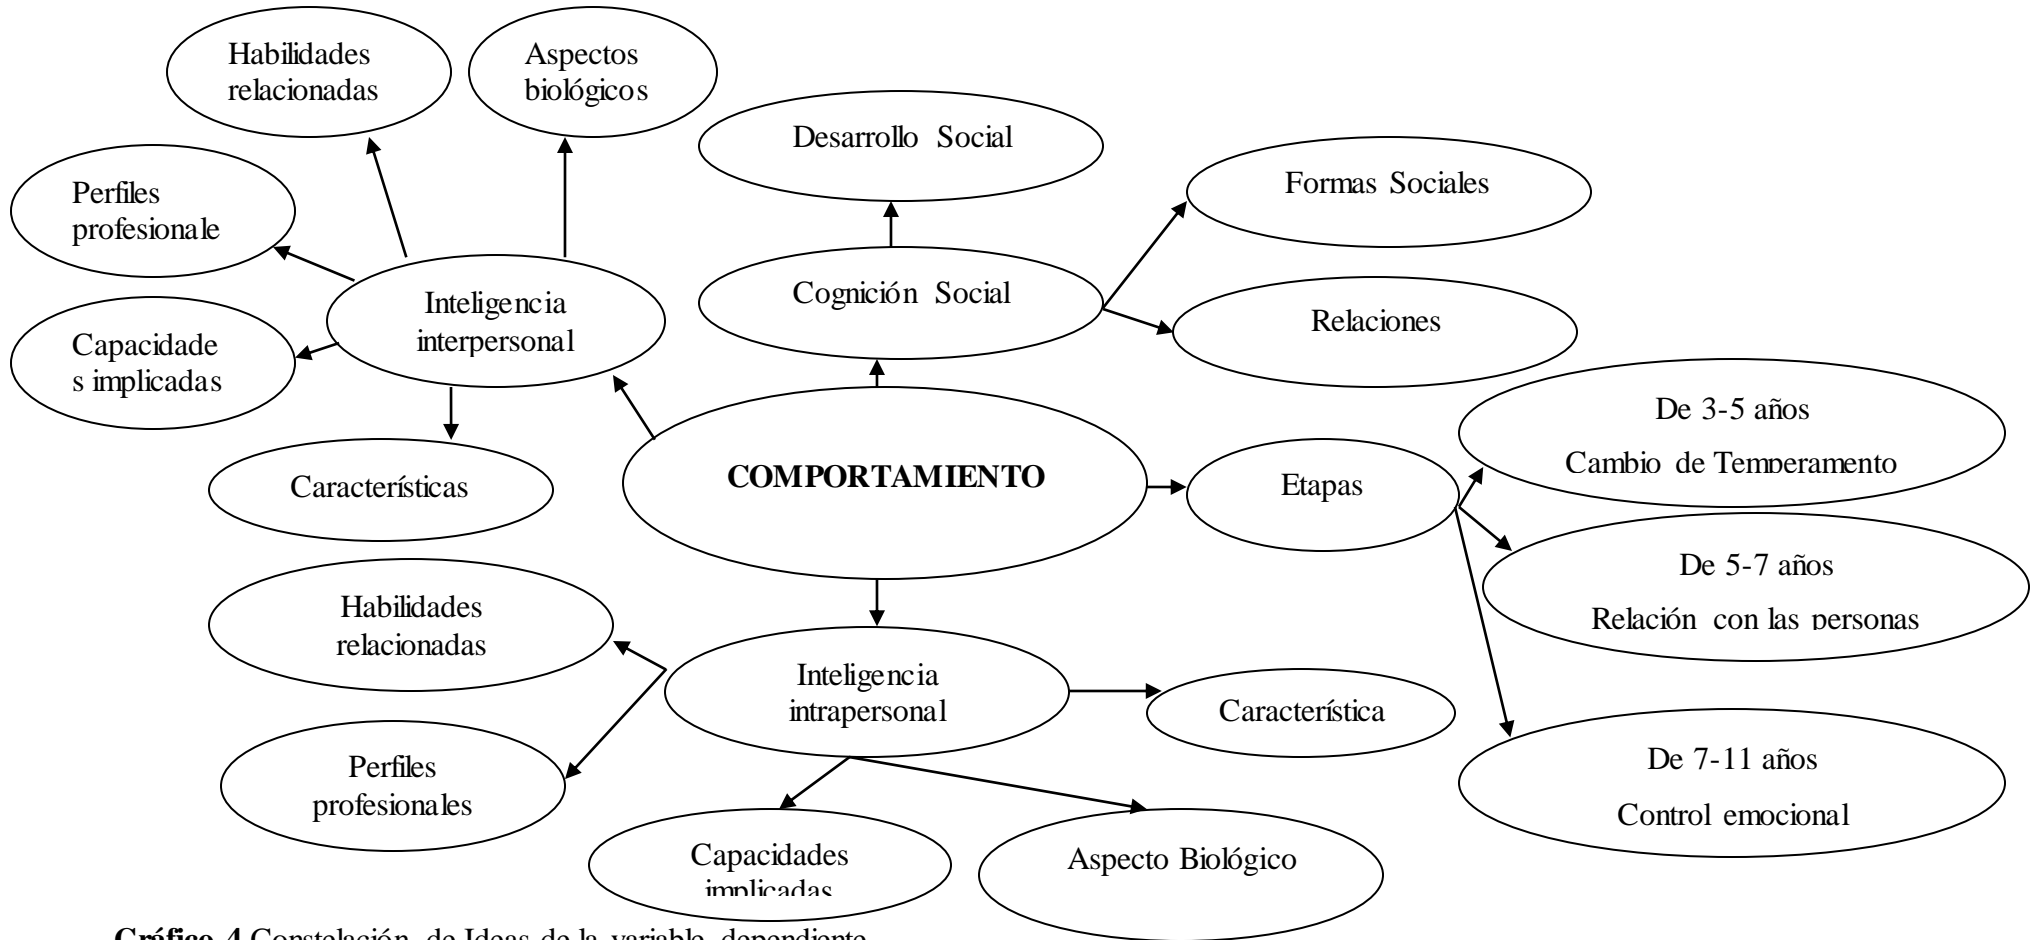 Habilidades
relacionadas
Aspectos
biológicos
Desarrollo Social
Formas Sociales
Perfiles
profesionale
Cognición Social
Inteligencia
interpersonal
Relaciones
Capacidade
s implicadas
De 3-5 años
Cambio de Temperamento
COMPORTAMIENTO
Etapas
Características
De 5-7 años
Relación con las personas
Habilidades
relacionadas
Inteligencia
intrapersonal
Característica
Perfiles
profesionales
De 7-11 años
Control emocional
Capacidades
implicadas
Aspecto Biológico
Gráfico 4 Constelación de Ideas de la variable dependiente